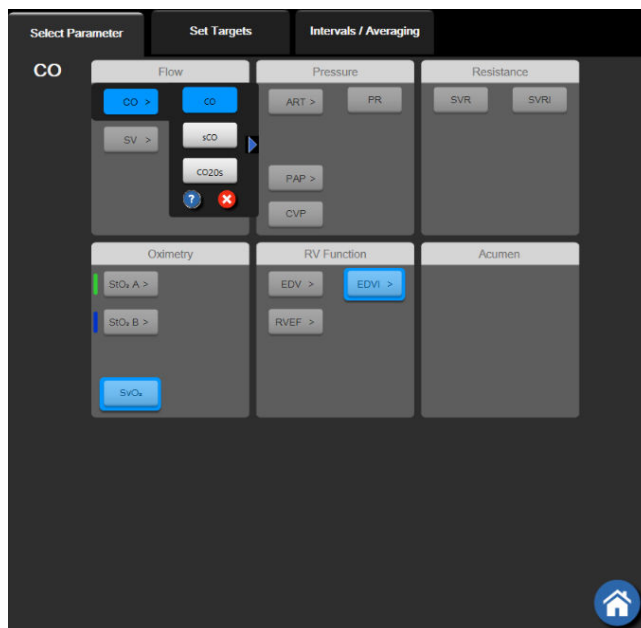 Select Parameter
Set Targets
Intervals / Averaging
CO
Flow
CO >
CO
SV >
sCO
CO20s
?
Pressure
ART >
PR
PAP >
CVP
Resistance
SVR
SVRI
Oximetry
StO₂ A >
StO₂ B >
SvO₂
RV Function
EDV >
EDVI >
RVEF >
Acumen